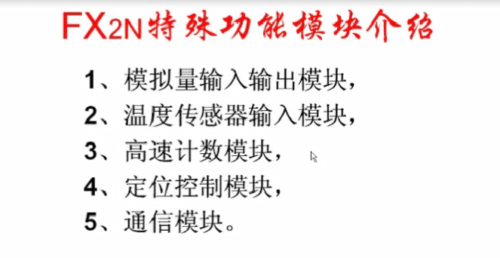 FX2N特殊功能模块介绍
1、模拟量输入输出模块，
2、温度传感器输入模块，
3、高速计数模块，
4、定位控制模块，
5、通信模块。